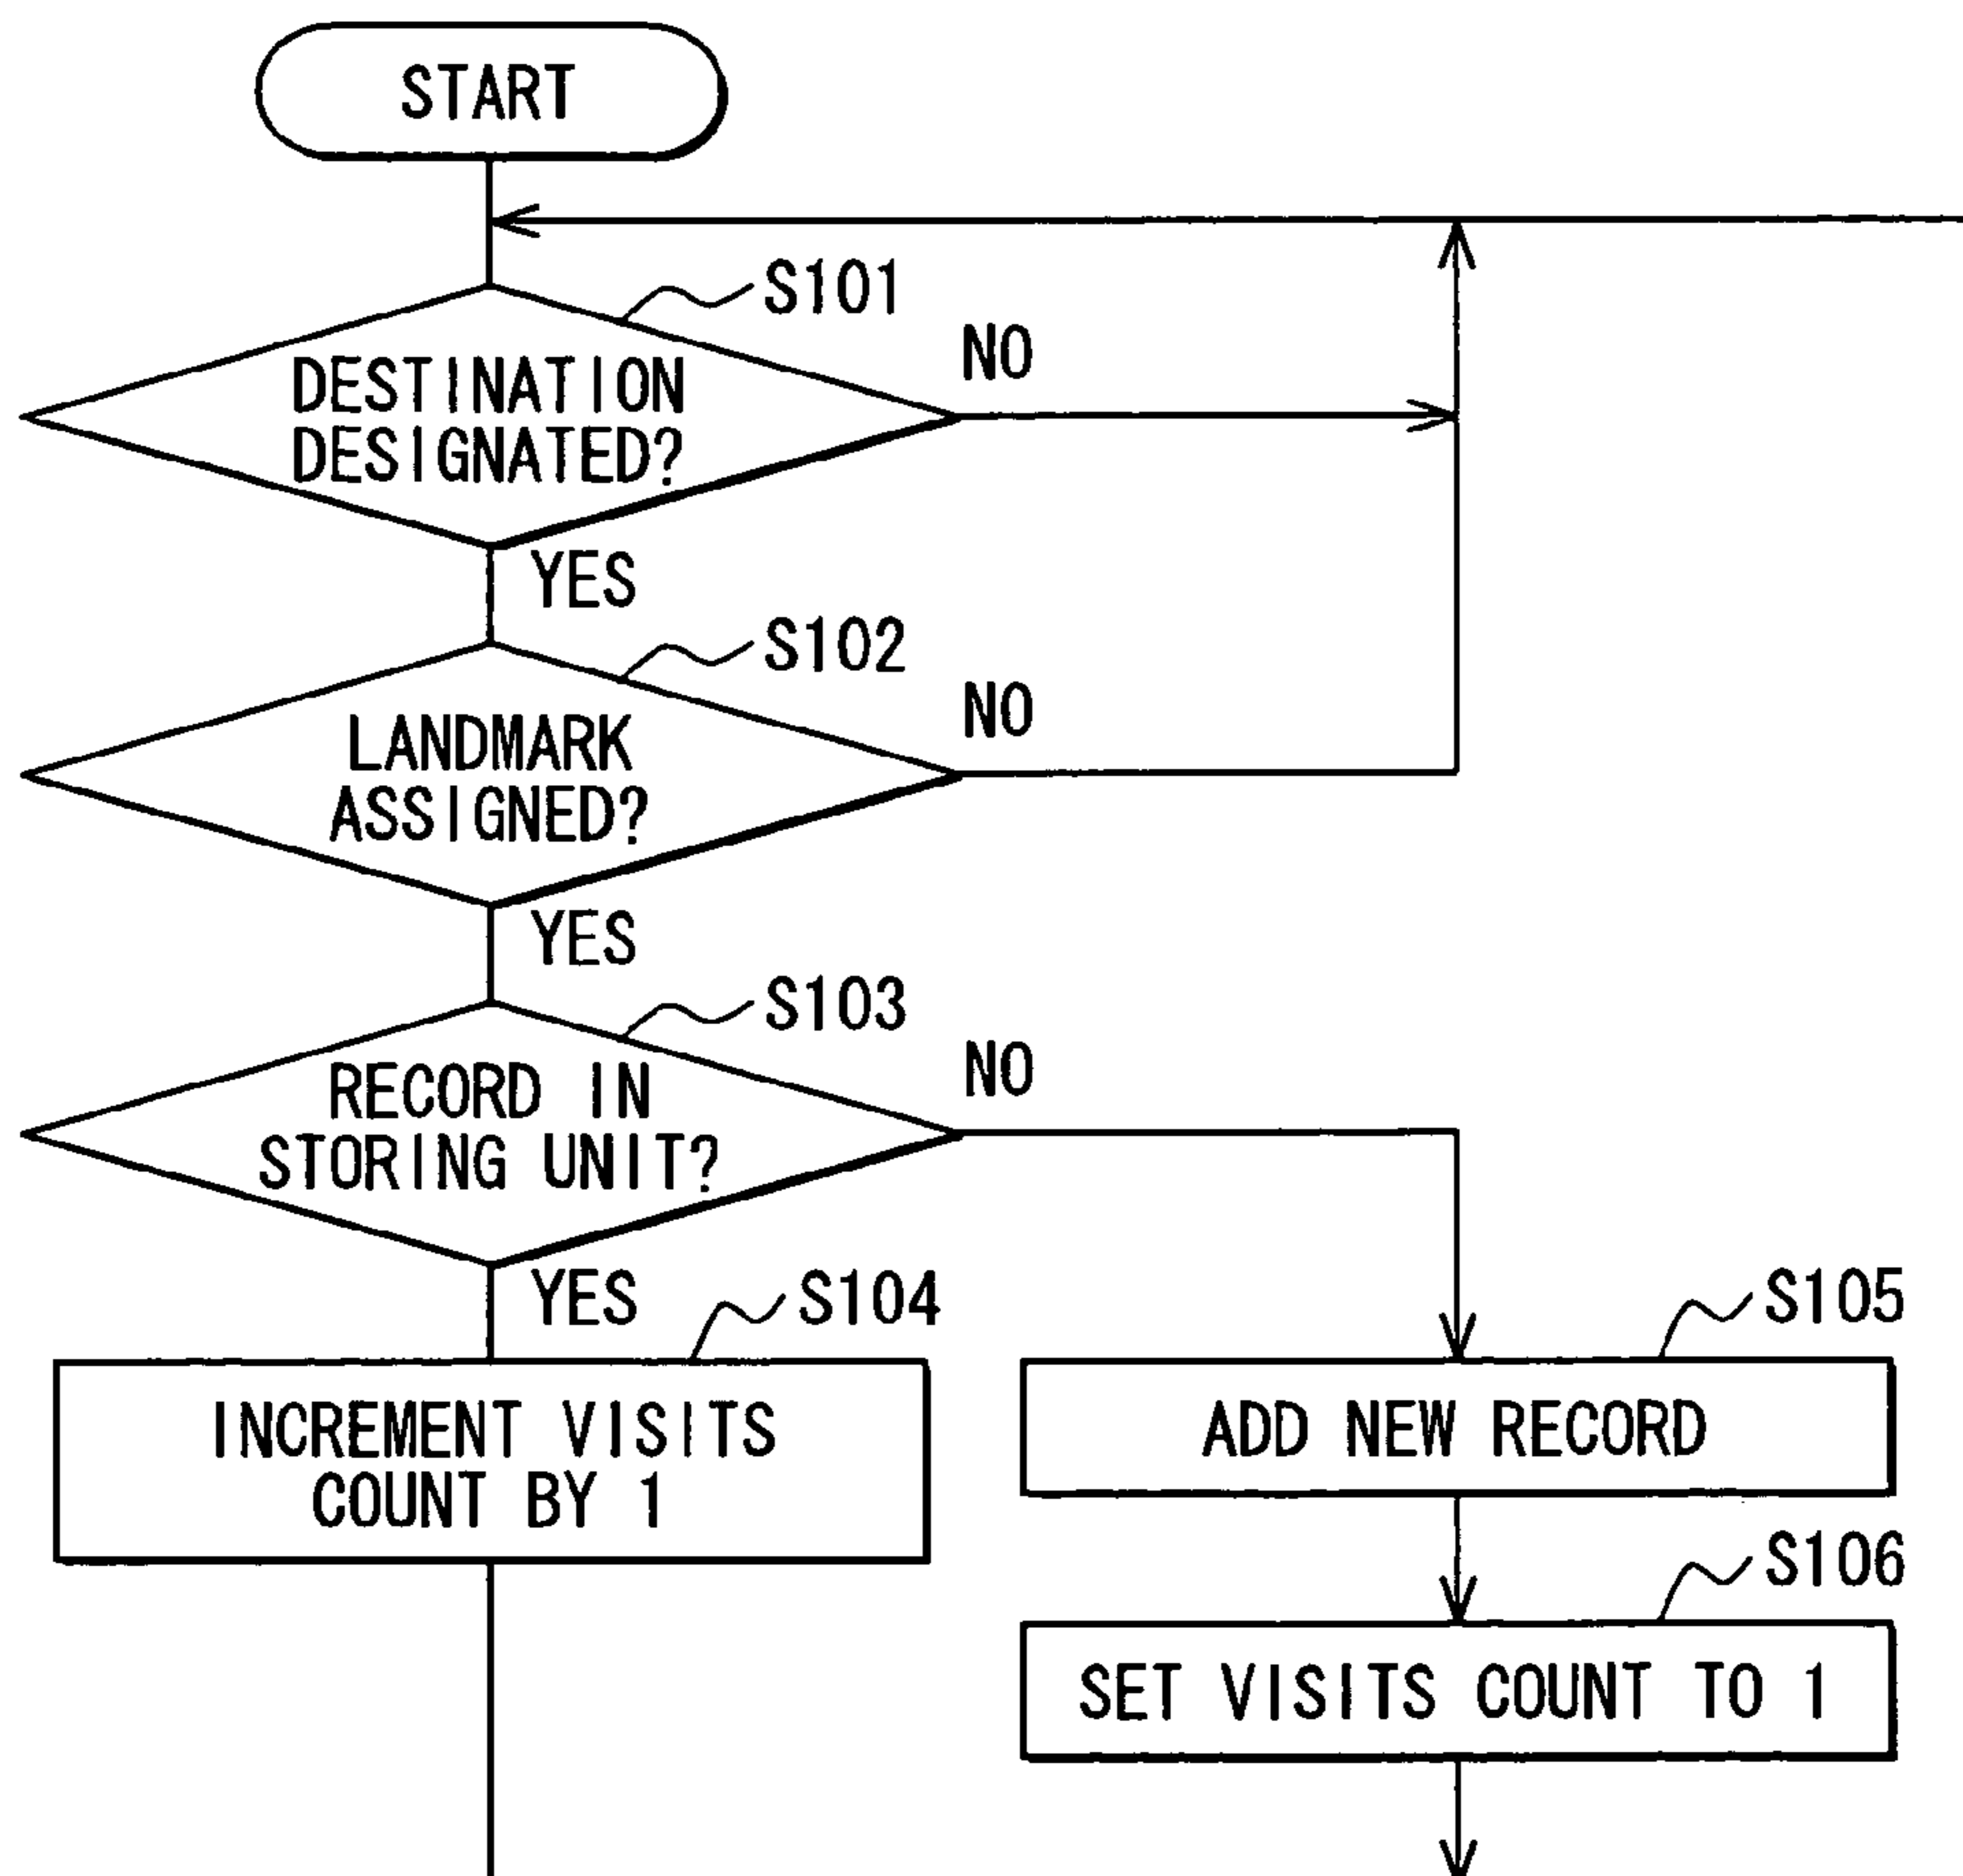 START
S101
DESTINATION
DESIGNATED?
NO
YES
S102
LANDMARK
ASSIGNED?
NO
YES
S103
RECORD IN
STORING UNIT?
NO
YES
S104
INCREMENT VISITS
COUNT BY 1
S105
ADD NEW RECORD
S106
SET VISITS COUNT TO 1